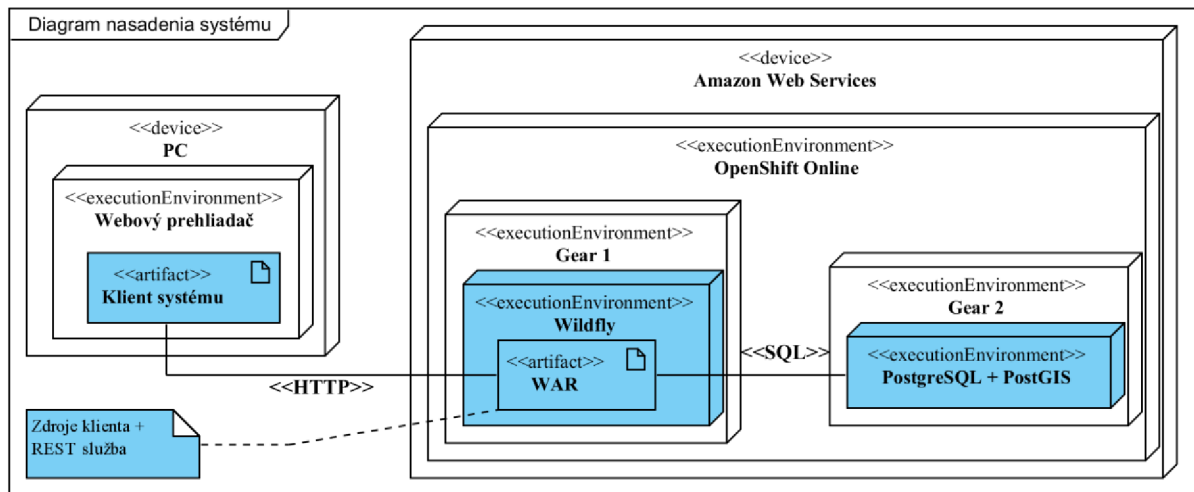 Diagram nasadenia systému
<<device>>
PC
<<executionEnvironment>>
Webový prehliadač
<<artifact>>
Klient systému
<<device>>
Amazon Web Services
<<executionEnvironment>>
OpenShift Online
<<executionEnvironment>>
Gear 1
<<executionEnvironment>>
Wildfly
<<artifact>>
WAR
<<executionEnvironment>>
Gear 2
<<executionEnvironment>>
PostgreSQL + PostGIS
<<SQL>>
<<HTTP>>
Zdroje klienta +
REST služba